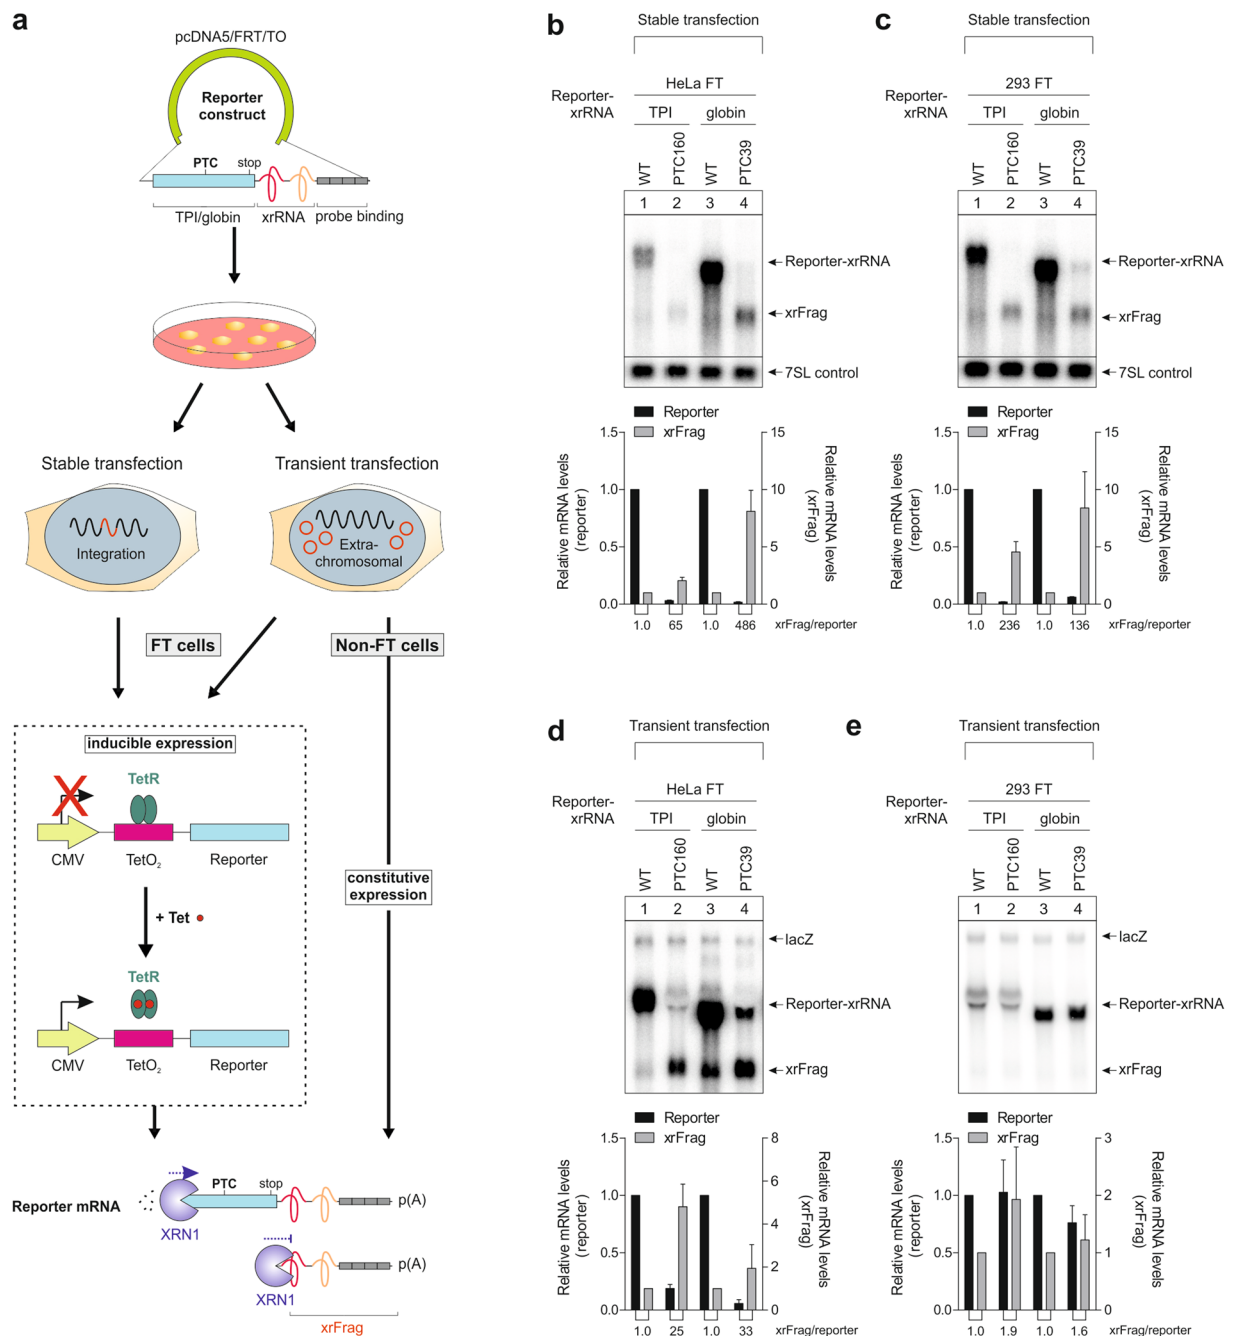 a
pcDNA5/FRT/TO
Reporter
construct
PTC
stop
TPI/globin
xrRNA
probe binding
Stable transfection
Transient transfection
Integration
Extra-
chromosomal
FT cells
Non-FT cells
inducible expression
TetR
CMV
TetO2
Reporter
+ Tet
TetR
CMV
TetO2
Reporter
constitutive
expression
Reporter mRNA
PTC
stop
p(A)
XRN1
p(A)
XRN1
xrFrag
b
Stable transfection
HeLa FT
Reporter-
xrRNA
TPI
globin
WT
PTC160
WT
PTC39
1 2 3 4
Reporter-xrRNA
xrFrag
7SL control
Reporter
xrFrag
Relative mRNA levels
(reporter)
1.5
1.0
0.5
0.0
15
10
5
0
Relative mRNA levels
(xrFrag)
1.0 65 1.0 486 xrFrag/reporter
c
Stable transfection
293 FT
Reporter-
xrRNA
TPI
globin
WT
PTC160
WT
PTC39
1 2 3 4
Reporter-xrRNA
xrFrag
7SL control
Reporter
xrFrag
Relative mRNA levels
(reporter)
1.5
1.0
0.5
0.0
15
10
5
0
Relative mRNA levels
(xrFrag)
1.0 236 1.0 136 xrFrag/reporter
d
Transient transfection
HeLa FT
Reporter-
xrRNA
TPI
globin
WT
PTC160
WT
PTC39
1 2 3 4
lacZ
Reporter-xrRNA
xrFrag
Reporter
xrFrag
Relative mRNA levels
(reporter)
1.5
1.0
0.5
0.0
8
6
4
2
0
Relative mRNA levels
(xrFrag)
1.0 25 1.0 33 xrFrag/reporter
e
Transient transfection
293 FT
Reporter-
xrRNA
TPI
globin
WT
PTC160
WT
PTC39
1 2 3 4
lacZ
Reporter-xrRNA
xrFrag
Reporter
xrFrag
Relative mRNA levels
(reporter)
1.5
1.0
0.5
0.0
3
2
1
0
Relative mRNA levels
(xrFrag)
1.0 1.9 1.0 1.6 xrFrag/reporter